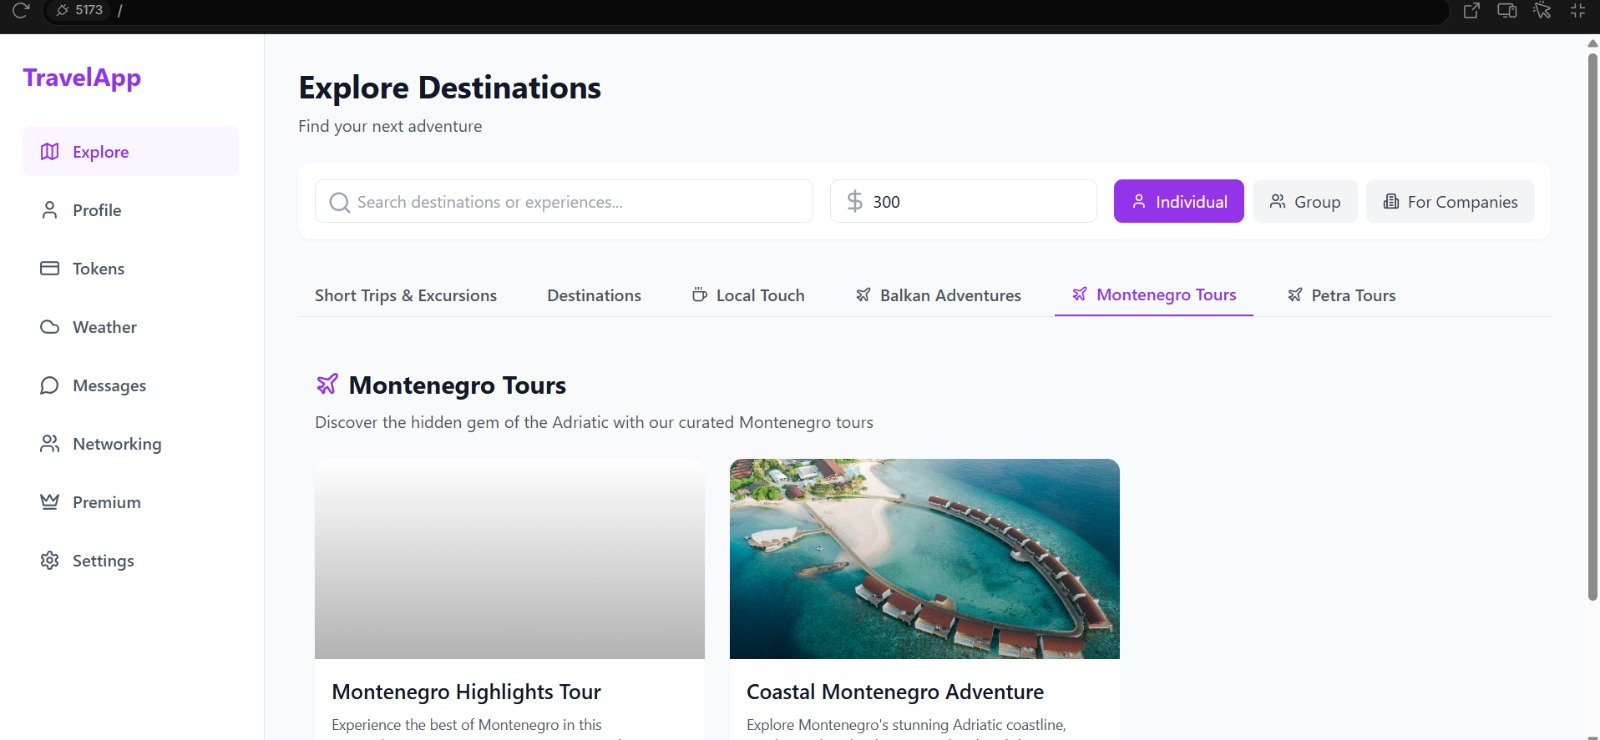 5173 /
TravelApp
Explore
Profile
Tokens
Weather
Messages
Networking
Premium
Settings
Explore Destinations
Find your next adventure
Search destinations or experiences...
300
Individual
Group
For Companies
Short Trips & Excursions
Destinations
Local Touch
Balkan Adventures
Montenegro Tours
Petra Tours
Montenegro Tours
Discover the hidden gem of the Adriatic with our curated Montenegro tours
Montenegro Highlights Tour
Experience the best of Montenegro in this
Coastal Montenegro Adventure
Explore Montenegro's stunning Adriatic coastline,